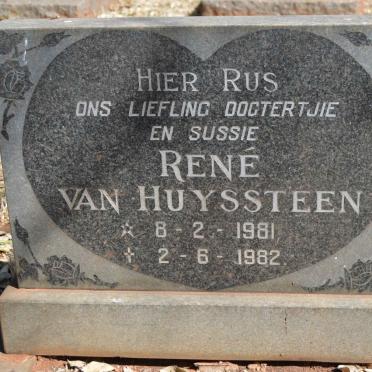 HIER RUS
ONS LIEFLING DOGTERTJIE
EN SUSSIE
RENÉ
VAN HUYSSTEEN
☆ 8-2-1981
† 2-6-1982.